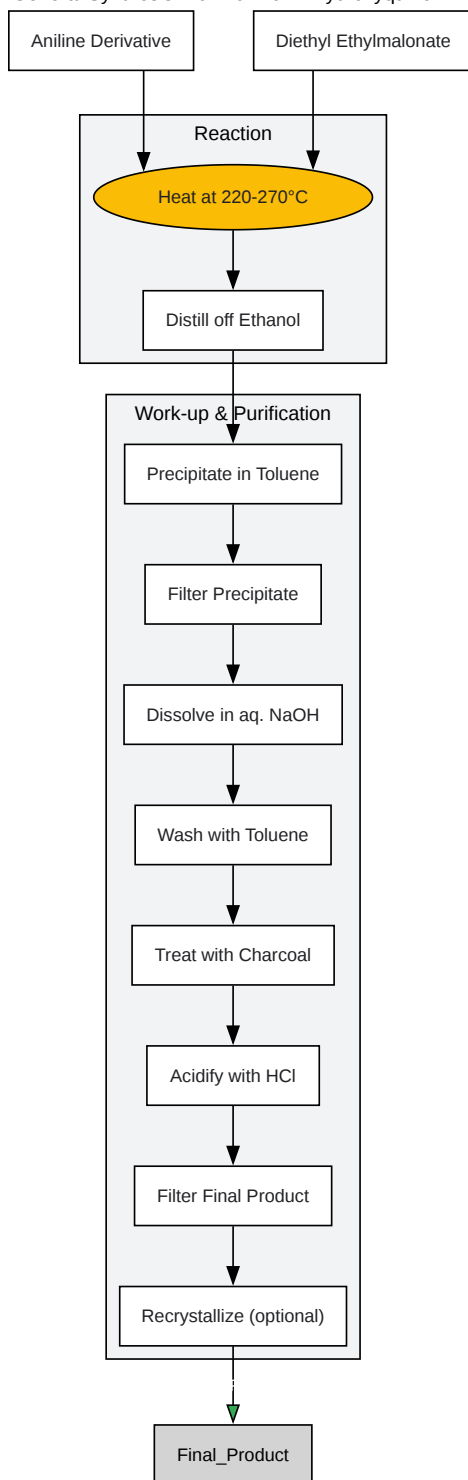 Aniline Derivative
Diethyl Ethylmalonate
Reaction
Heat at 220-270°C
Distill off Ethanol
Work-up & Purification
Precipitate in Toluene
Filter Precipitate
Dissolve in aq. NaOH
Wash with Toluene
Treat with Charcoal
Acidify with HCl
Filter Final Product
Recrystallize (optional)
Final_Product